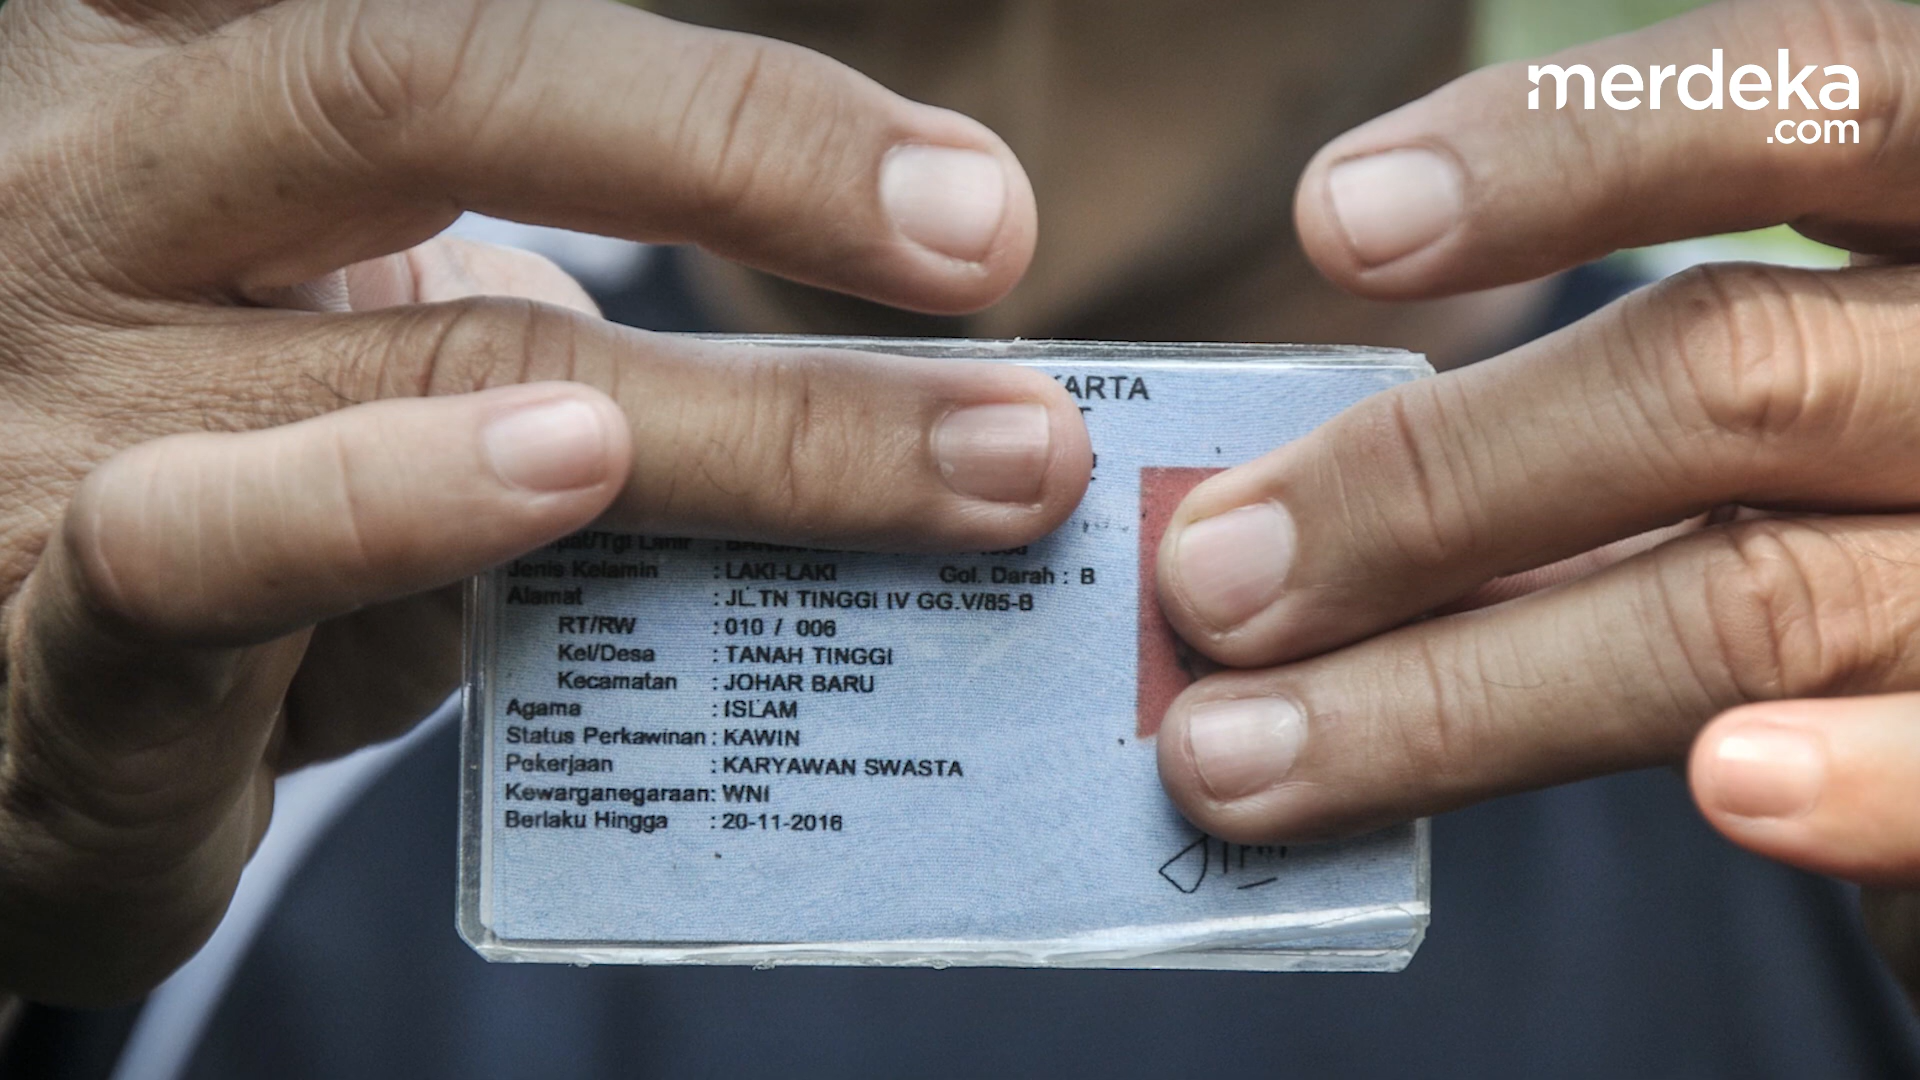 merdeka
.com
Jenis Kelamin : LAKI-LAKI Gol. Darah : B
Alamat : JL.TN TINGGI IV GG.V/85-B
RT/RW : 010 / 006
Kel/Desa : TANAH TINGGI
Kecamatan : JOHAR BARU
Agama : ISLAM
Status Perkawinan : KAWIN
Pekerjaan : KARYAWAN SWASTA
Kewarganegaraan: WNI
Berlaku Hingga : 20-11-2016